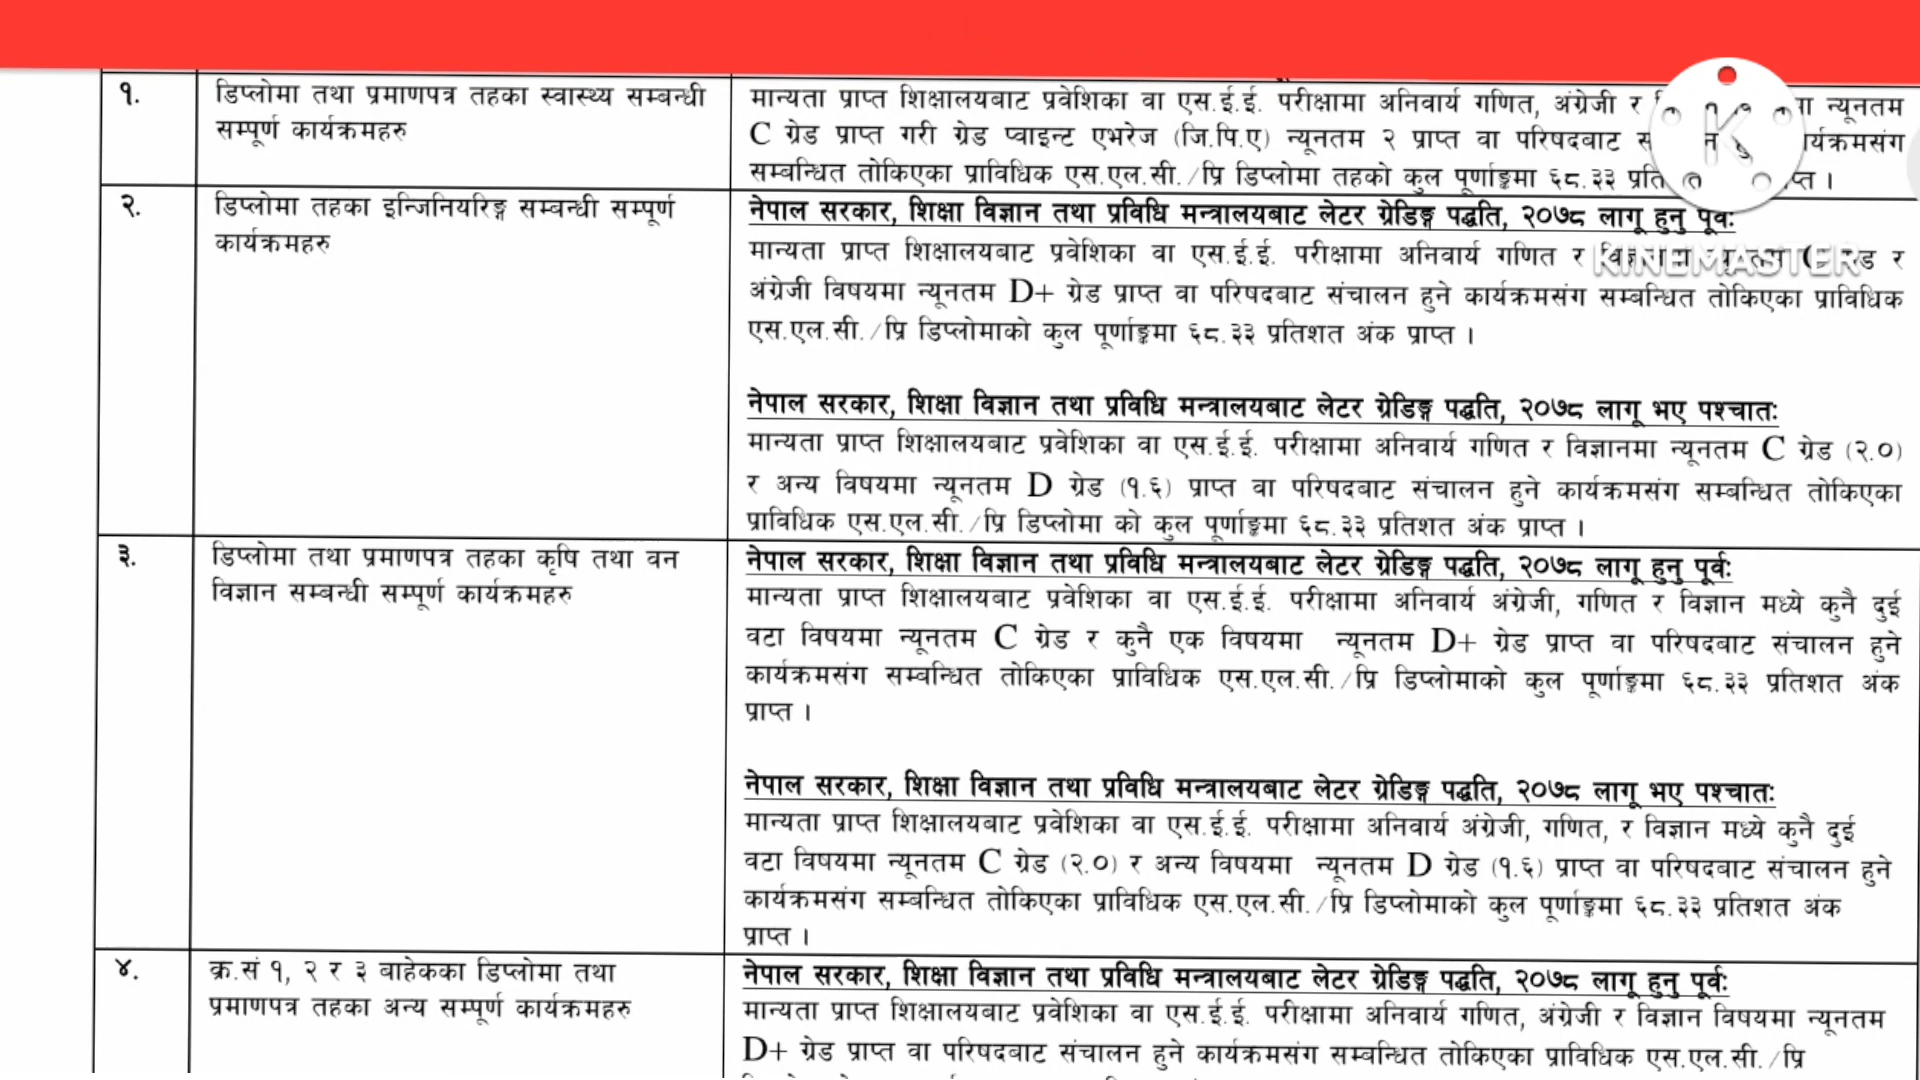 १.
डिप्लोमा तथा प्रमाणपत्र तहका स्वास्थ्य सम्बन्धी
सम्पूर्ण कार्यक्रमहरु
मान्यता प्राप्त शिक्षालयबाट प्रवेशिका वा एस.ई.ई. परीक्षामा अनिवार्य गणित, अंग्रेजी र न्यूनतम
C ग्रेड प्राप्त गरी ग्रेड प्वाइन्ट एभरेज (जि.पि.ए) न्यूनतम २ प्राप्त वा परिषदबाट
सम्बन्धित तोकिएका प्राविधिक एस.एल.सी./प्रि डिप्लोमा तहको कुल पूर्णाङ्कमा ६८.३३
२.
डिप्लोमा तहका इन्जिनियरिङ्ग सम्बन्धी सम्पूर्ण
कार्यक्रमहरु
नेपाल सरकार, शिक्षा विज्ञान तथा प्रविधि मन्त्रालयबाट लेटर ग्रेडिङ्ग पद्धति, २०७८ लागू हुनु पूर्वः
मान्यता प्राप्त शिक्षालयबाट प्रवेशिका वा एस.ई.ई. परीक्षामा अनिवार्य गणित र र
अंग्रेजी विषयमा न्यूनतम D+ ग्रेड प्राप्त वा परिषदबाट संचालन हुने कार्यक्रमसंग सम्बन्धित तोकिएका प्राविधिक
एस.एल.सी./प्रि डिप्लोमाको कुल पूर्णाङ्कमा ६८.३३ प्रतिशत अंक प्राप्त ।
नेपाल सरकार, शिक्षा विज्ञान तथा प्रविधि मन्त्रालयबाट लेटर ग्रेडिङ्ग पद्धति, २०७८ लागू भए पश्चातः
मान्यता प्राप्त शिक्षालयबाट प्रवेशिका वा एस.ई.ई. परीक्षामा अनिवार्य गणित र विज्ञानमा न्यूनतम C ग्रेड (२.०)
र अन्य विषयमा न्यूनतम D ग्रेड (१.६) प्राप्त वा परिषदबाट संचालन हुने कार्यक्रमसंग सम्बन्धित तोकिएका
प्राविधिक एस.एल.सी./प्रि डिप्लोमा को कुल पूर्णाङ्कमा ६८.३३ प्रतिशत अंक प्राप्त ।
३.
डिप्लोमा तथा प्रमाणपत्र तहका कृषि तथा वन
विज्ञान सम्बन्धी सम्पूर्ण कार्यक्रमहरु
नेपाल सरकार, शिक्षा विज्ञान तथा प्रविधि मन्त्रालयबाट लेटर ग्रेडिङ्ग पद्धति, २०७८ लागू हुनु पूर्वः
मान्यता प्राप्त शिक्षालयबाट प्रवेशिका वा एस.ई.ई. परीक्षामा अनिवार्य अंग्रेजी, गणित र विज्ञान मध्ये कुनै दुई
वटा विषयमा न्यूनतम C ग्रेड र कुनै एक विषयमा न्यूनतम D+ ग्रेड प्राप्त वा परिषदबाट संचालन हुने
कार्यक्रमसंग सम्बन्धित तोकिएका प्राविधिक एस.एल.सी./प्रि डिप्लोमाको कुल पूर्णाङ्कमा ६८.३३ प्रतिशत अंक
प्राप्त ।
नेपाल सरकार, शिक्षा विज्ञान तथा प्रविधि मन्त्रालयबाट लेटर ग्रेडिङ्ग पद्धति, २०७८ लागू भए पश्चातः
मान्यता प्राप्त शिक्षालयबाट प्रवेशिका वा एस.ई.ई. परीक्षामा अनिवार्य अंग्रेजी, गणित, र विज्ञान मध्ये कुनै दुई
वटा विषयमा न्यूनतम C ग्रेड (२.०) र अन्य विषयमा न्यूनतम D ग्रेड (१.६) प्राप्त वा परिषदबाट संचालन हुने
कार्यक्रमसंग सम्बन्धित तोकिएका प्राविधिक एस.एल.सी./प्रि डिप्लोमाको कुल पूर्णाङ्कमा ६८.३३ प्रतिशत अंक
प्राप्त ।
४.
क्र.सं १, २ र ३ बाहेकका डिप्लोमा तथा
प्रमाणपत्र तहका अन्य सम्पूर्ण कार्यक्रमहरु
नेपाल सरकार, शिक्षा विज्ञान तथा प्रविधि मन्त्रालयबाट लेटर ग्रेडिङ्ग पद्धति, २०७८ लागू हुनु पूर्वः
मान्यता प्राप्त शिक्षालयबाट प्रवेशिका वा एस.ई.ई. परीक्षामा अनिवार्य गणित, अंग्रेजी र विज्ञान विषयमा न्यूनतम
D+ ग्रेड प्राप्त वा परिषदबाट संचालन हुने कार्यक्रमसंग सम्बन्धित तोकिएका प्राविधिक एस.एल.सी./प्रि
K
KINEMASTER